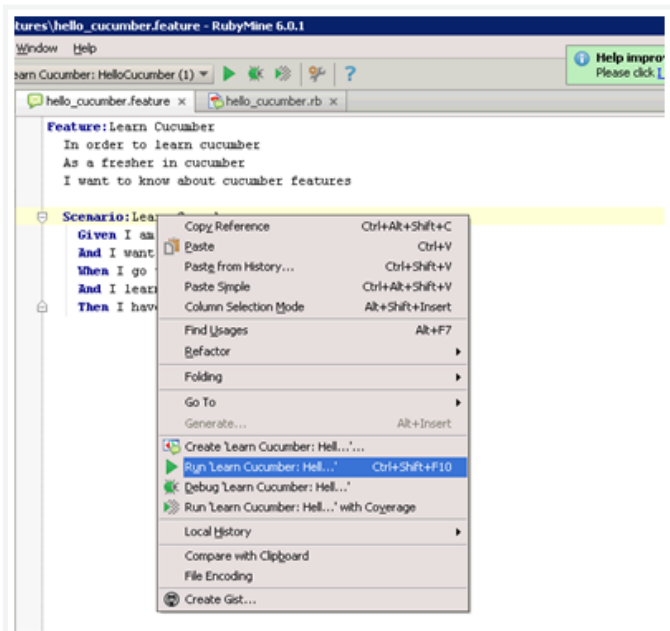 tures\hello_cucumber.feature - RubyMine 6.0.1
Window Help
earn Cucumber: HelloCucumber (1)
Help impro
Please click
hello_cucumber.feature × hello_cucumber.rb ×
Feature:Learn Cucumber
In order to learn cucumber
As a fresher in cucumber
I want to know about cucumber features
Scenario:Lea
Given I am
And I want
When I go
And I lear
Then I hav
Copy Reference Ctrl+Alt+Shift+C
Paste Ctrl+V
Paste from History... Ctrl+Shift+V
Paste Simple Ctrl+Alt+Shift+V
Column Selection Mode Alt+Shift+Insert
Find Usages Alt+F7
Refactor
Folding
Go To
Generate... Alt+Insert
Create 'Learn Cucumber: Hell...'...
Run 'Learn Cucumber: Hell...' Ctrl+Shift+F10
Debug 'Learn Cucumber: Hell...'
Run 'Learn Cucumber: Hell...' with Coverage
Local History
Compare with Clipboard
File Encoding
Create Gist...